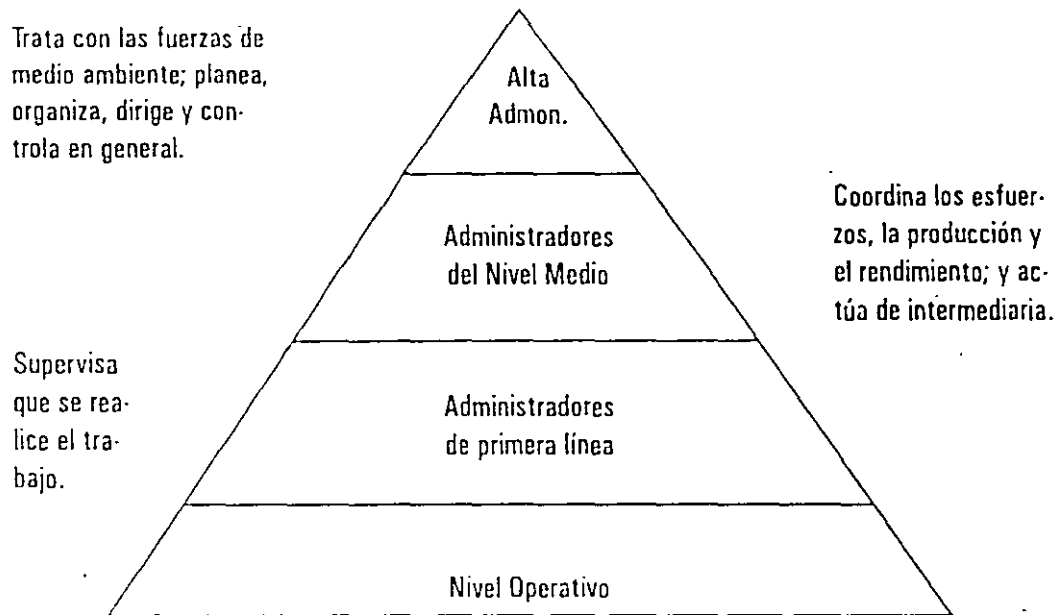 Trata con las fuerzas de
medio ambiente; planea,
organiza, dirige y con-
trola en general.
Alta
Admon.
Administradores
del Nivel Medio
Coordina los esfuer-
zos, la producción y
el rendimiento; y ac-
túa de intermediaria.
Supervisa
que se rea-
lice el tra-
bajo.
Administradores
de primera línea
Nivel Operativo